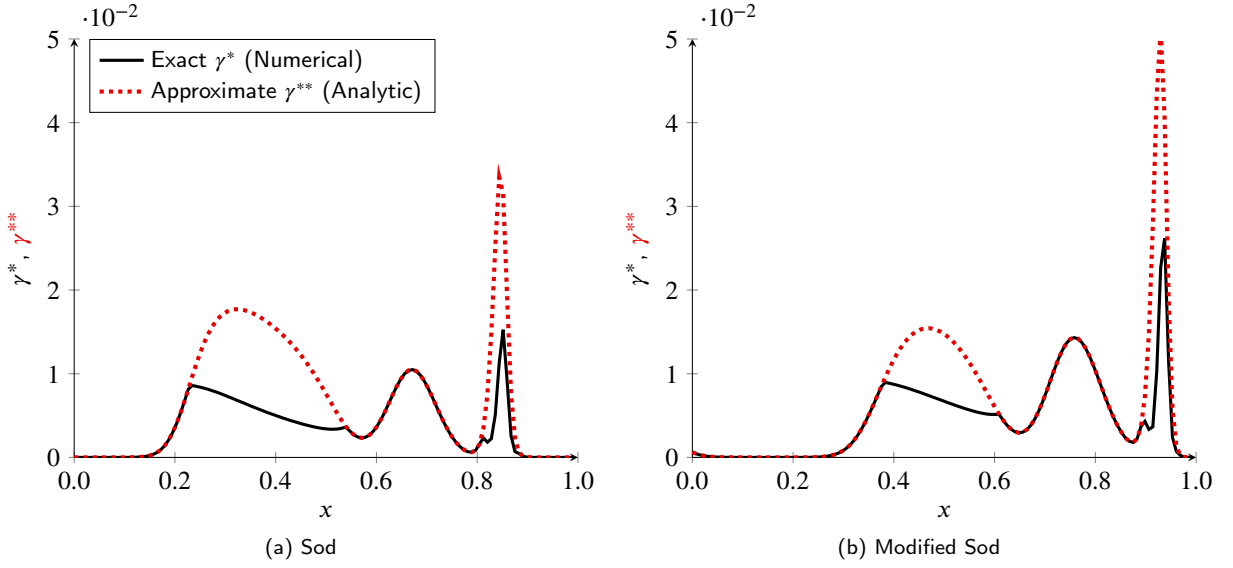 ·10⁻²
5
4
3
2
1
0
0.0 0.2 0.4 0.6 0.8 1.0
x
γ*, γ**
Exact γ* (Numerical)
Approximate γ** (Analytic)
(a) Sod
·10⁻²
5
4
3
2
1
0
0.0 0.2 0.4 0.6 0.8 1.0
x
γ*, γ**
(b) Modified Sod